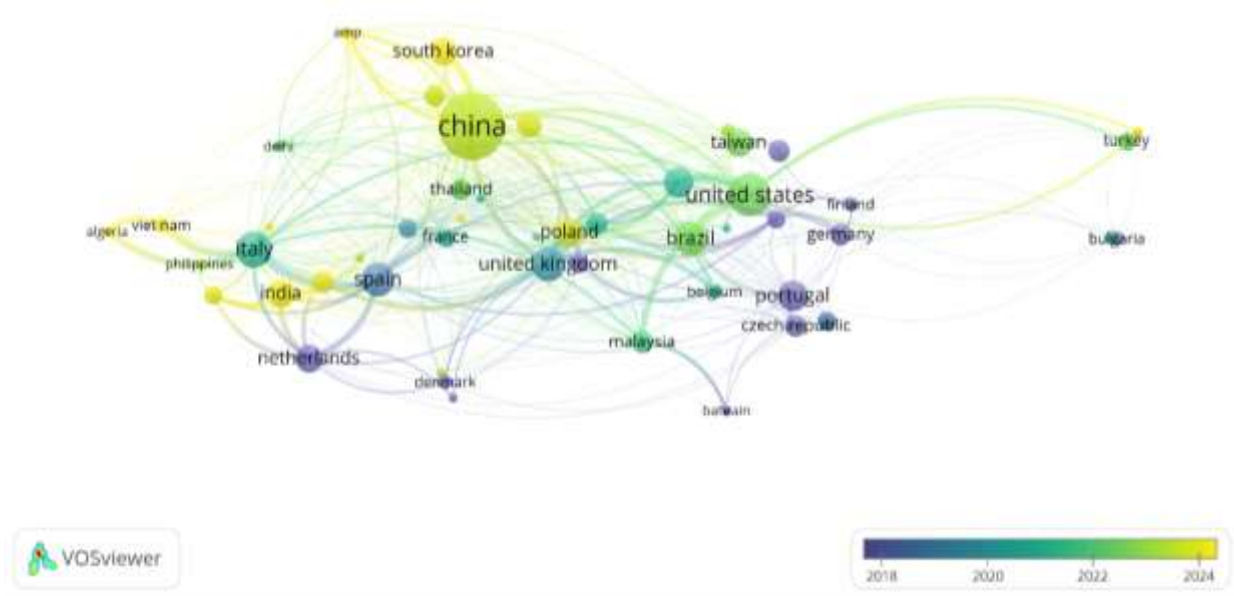 amp
south korea
china
taiwan
turkey
delhi
thailand
united states
finland
algeria
viet nam
italy
france
poland
brazil
germany
bulgaria
philippines
spain
united kingdom
india
belgium
portugal
czech republic
malaysia
netherlands
denmark
bahrain
VOSviewer
2018
2020
2022
2024